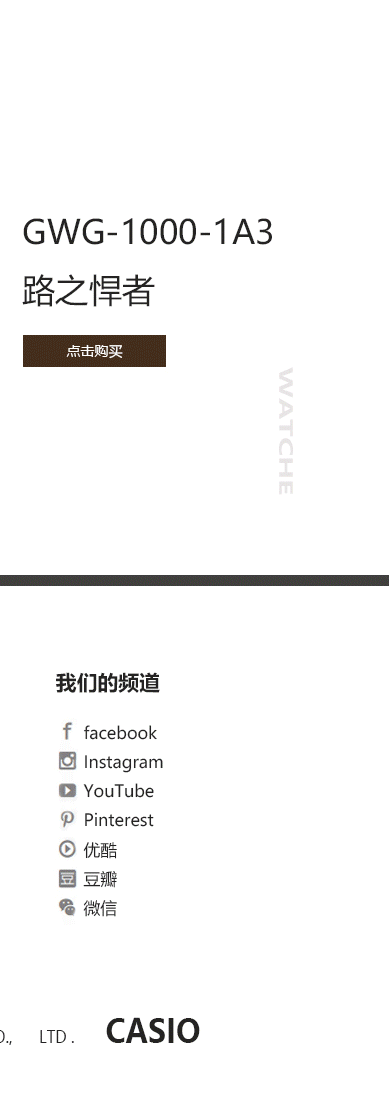 GWG-1000-1A3
路之悍者
点击购买
WATCHE
我们的频道
facebook
Instagram
YouTube
Pinterest
优酷
豆瓣
微信
O., LTD . CASIO